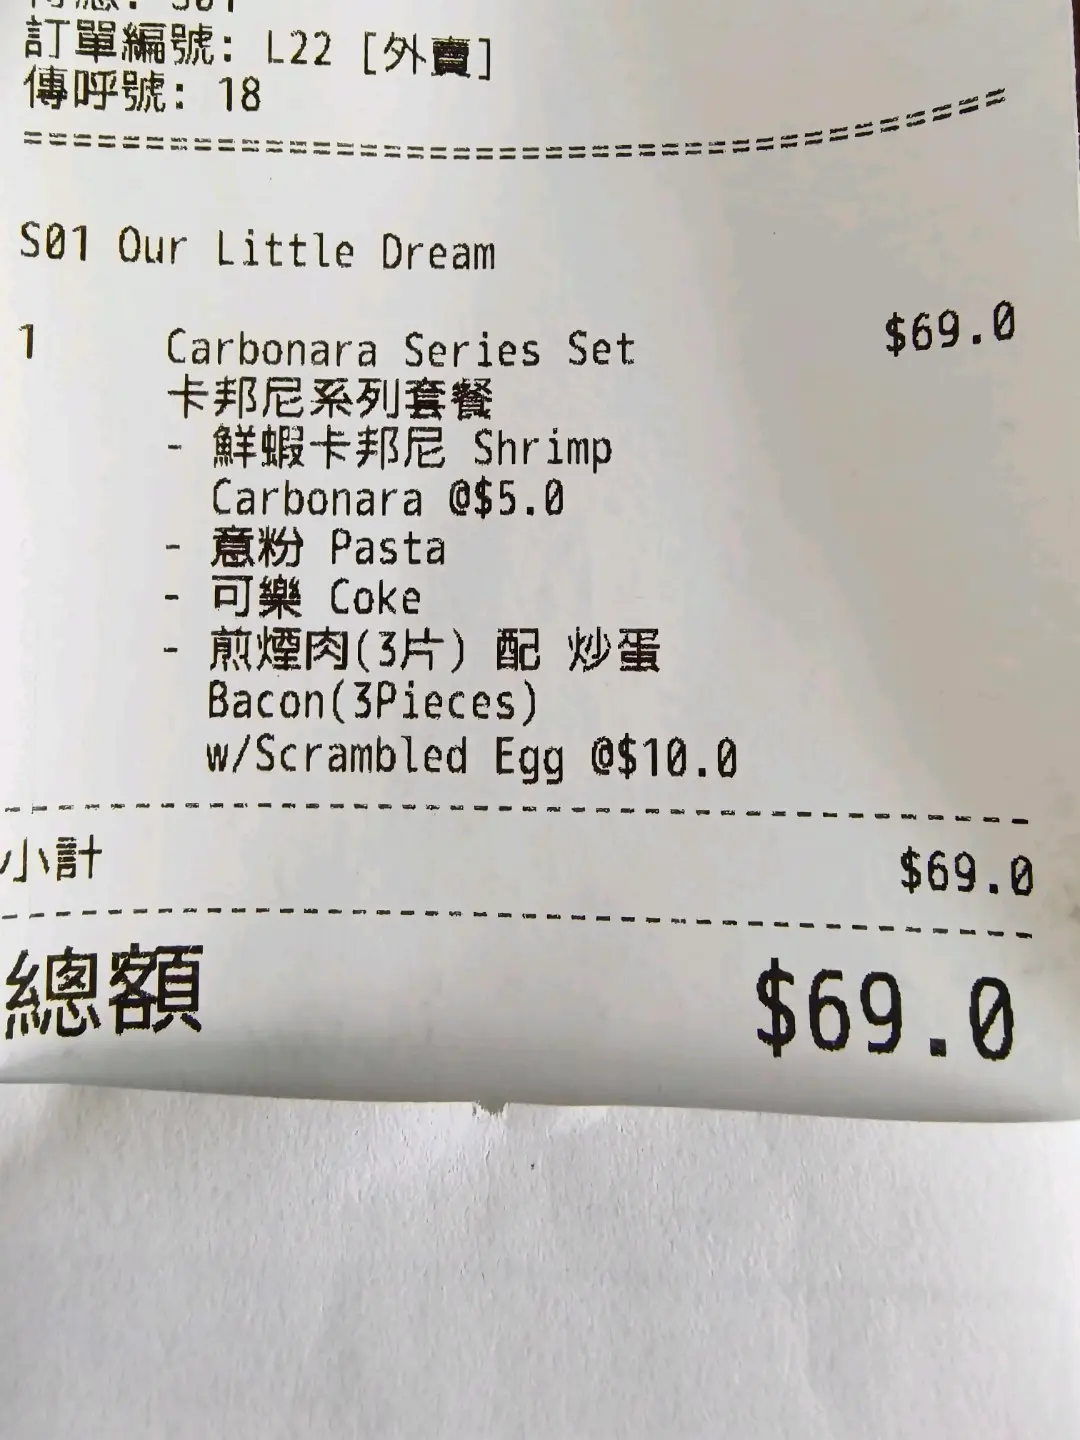 訂單編號: L22 [外賣]
傳呼號: 18
========================================
S01 Our Little Dream
1 Carbonara Series Set $69.0
卡邦尼系列套餐
- 鮮蝦卡邦尼 Shrimp
Carbonara @$5.0
- 意粉 Pasta
- 可樂 Coke
- 煎煙肉(3片) 配 炒蛋
Bacon(3Pieces)
w/Scrambled Egg @$10.0
----------------------------------------
小計 $69.0
----------------------------------------
總額 $69.0